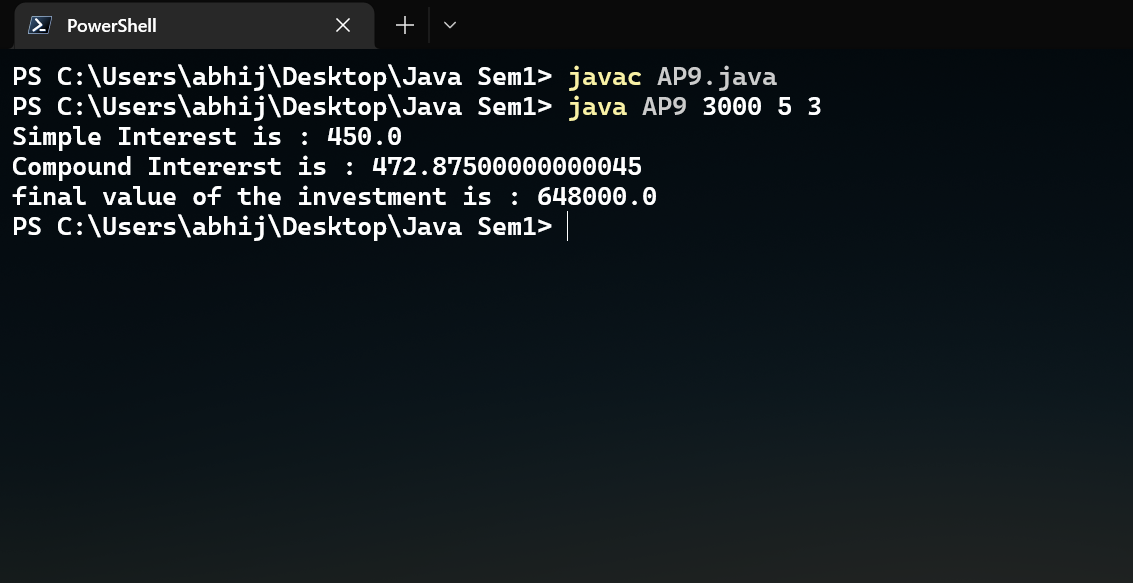 PowerShell
PS C:\Users\abhij\Desktop\Java Sem1> javac AP9.java
PS C:\Users\abhij\Desktop\Java Sem1> java AP9 3000 5 3
Simple Interest is : 450.0
Compound Intererst is : 472.87500000000045
final value of the investment is : 648000.0
PS C:\Users\abhij\Desktop\Java Sem1>